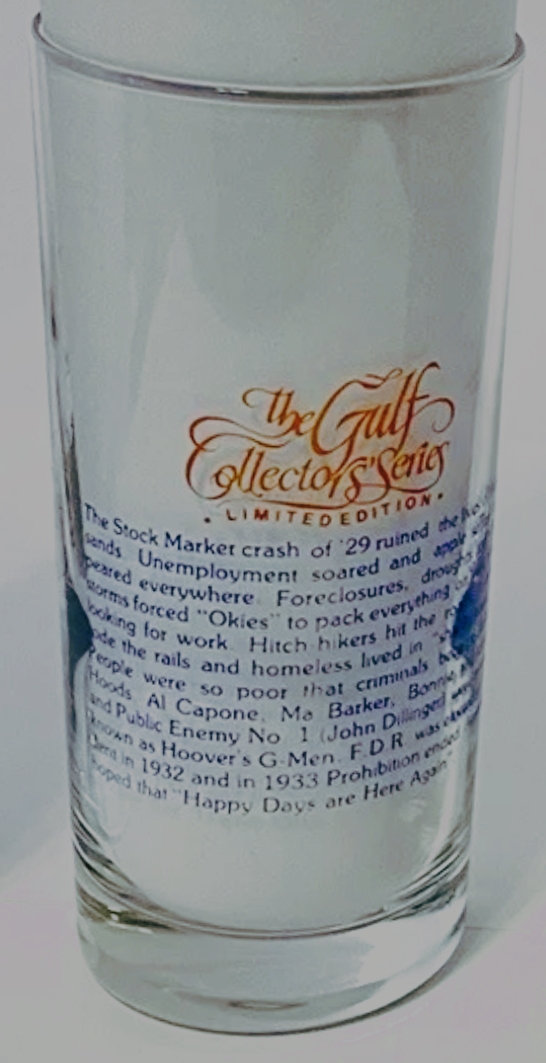 The Gulf
Collectors' Series
• LIMITED EDITION •
The Stock Market crash of '29 ruined the
sands Unemployment soared and apple
peared everywhere. Foreclosures,
storms forced "Okies" to pack everything
looking for work. Hitch-hikers hit the
ode the rails and homeless lived in
People were so poor that criminals
Hoods, Al Capone, Ma Barker,
and Public Enemy No. 1 (John Dillinger)
known as Hoover's G-Men. F.D.R. was
dent in 1932 and in 1933 Prohibition ended
hoped that "Happy Days are Here Again"